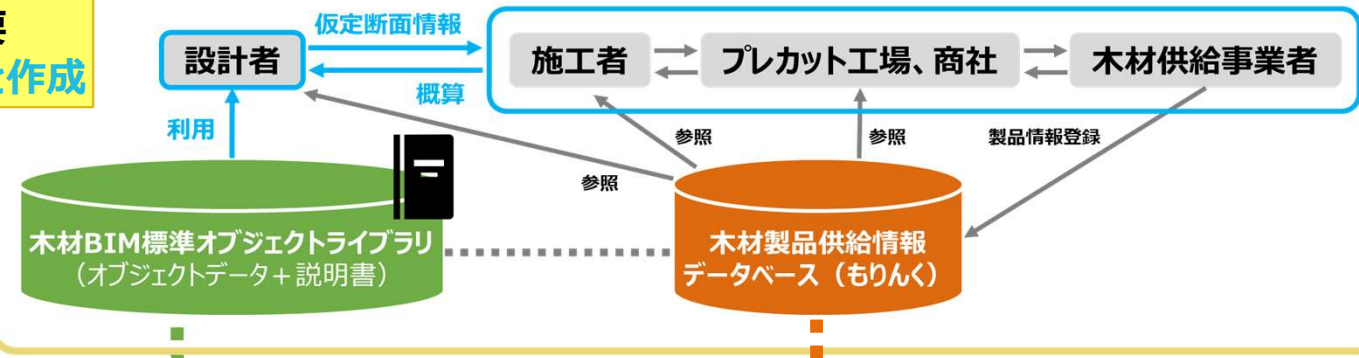 要
を作成
仮定断面情報
設計者
概算
施工者
プレカット工場、商社
木材供給事業者
利用
参照
参照
参照
製品情報登録
木材BIM標準オブジェクトライブラリ
（オブジェクトデータ＋説明書）
木材製品供給情報
データベース（もりんく）